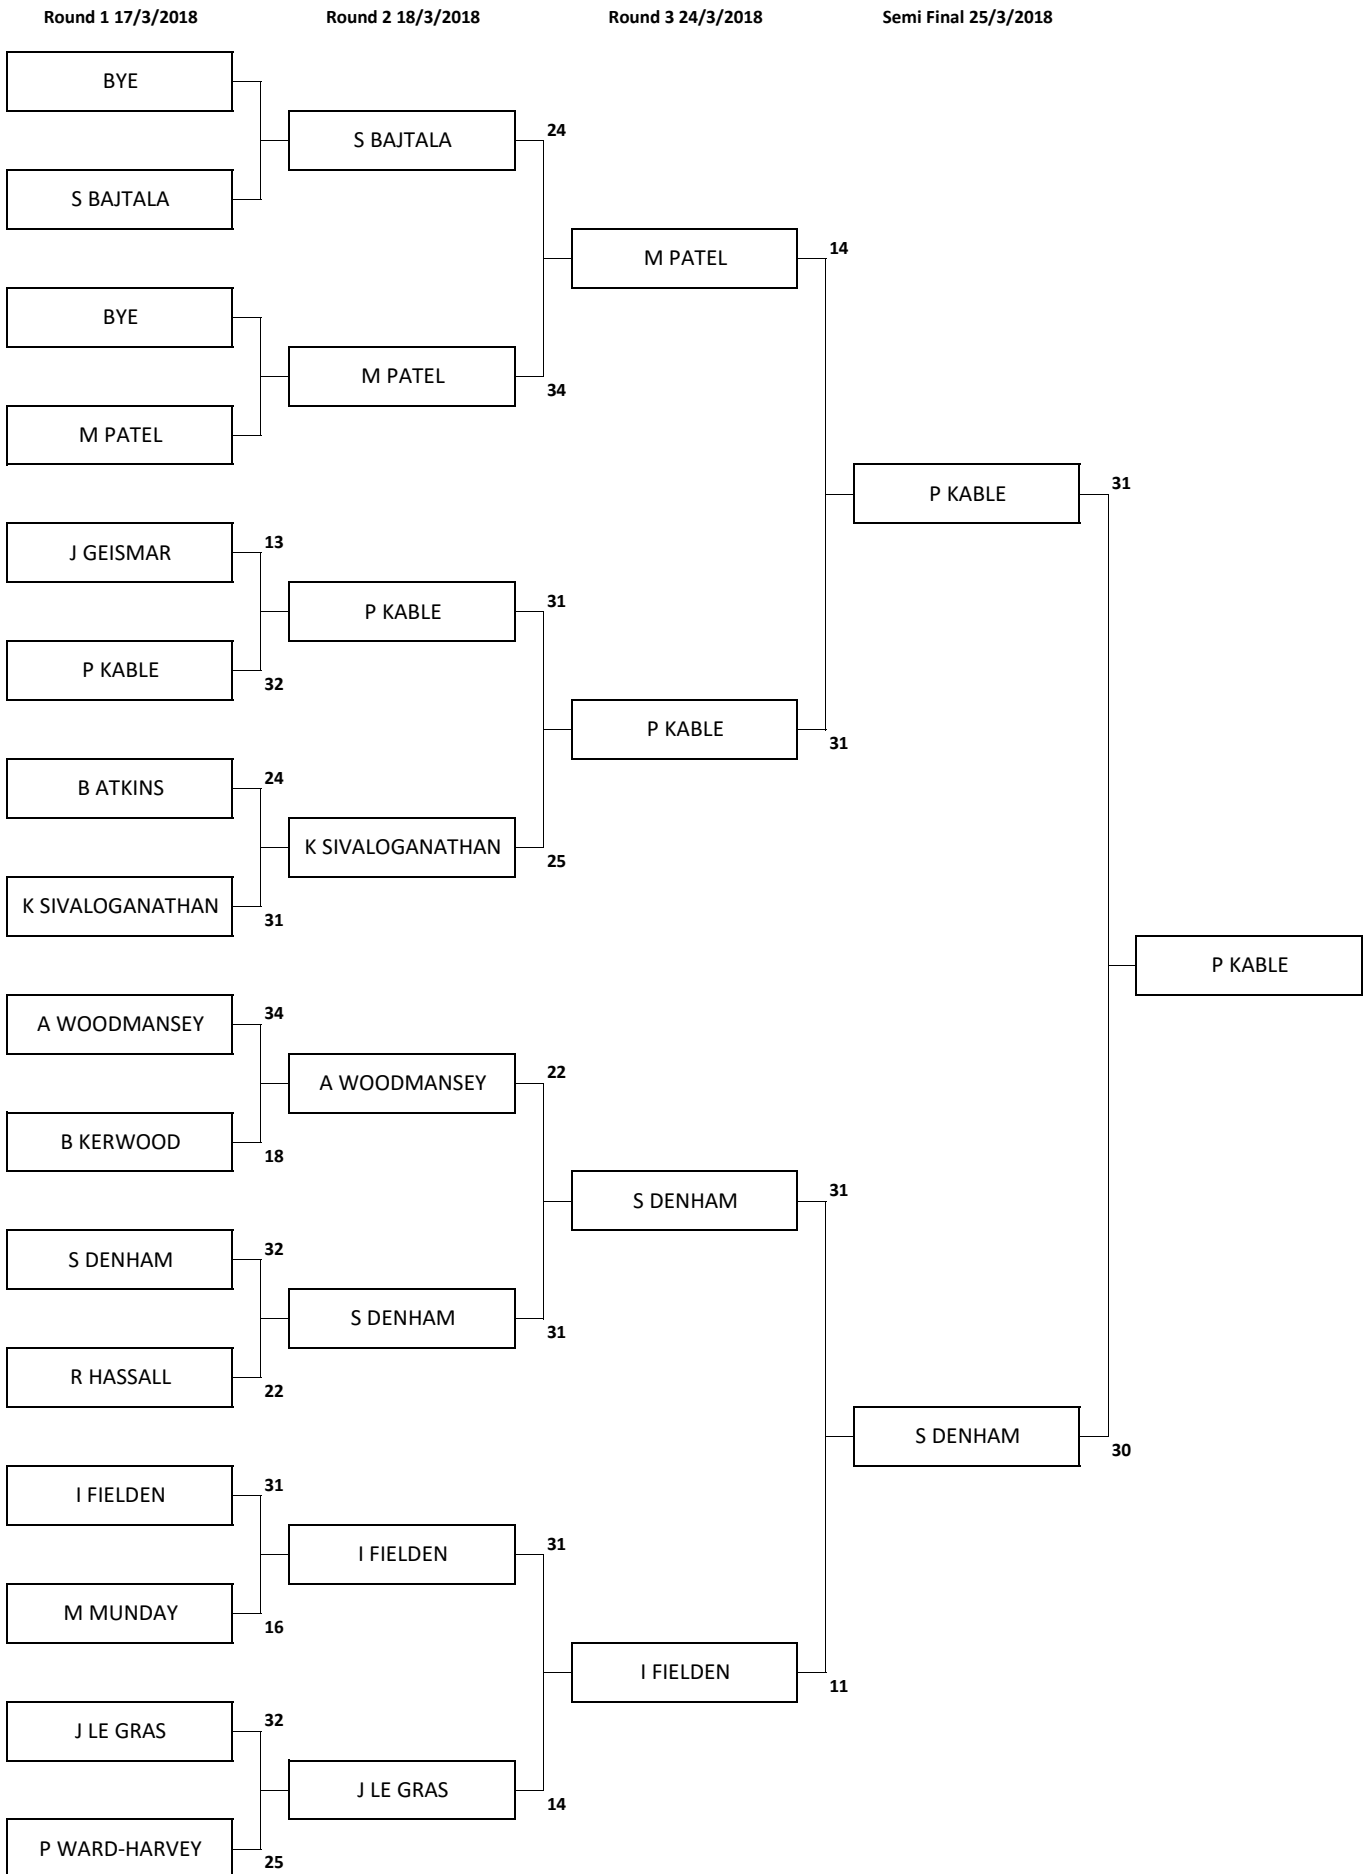 Round 1 17/3/2018
Round 2 18/3/2018
Round 3 24/3/2018
Semi Final 25/3/2018
BYE
S BAJTALA
24
S BAJTALA
M PATEL
14
BYE
M PATEL
34
M PATEL
P KABLE
31
J GEISMAR
13
P KABLE
31
P KABLE
32
P KABLE
31
B ATKINS
24
K SIVALOGANATHAN
25
K SIVALOGANATHAN
31
P KABLE
A WOODMANSEY
34
A WOODMANSEY
22
B KERWOOD
18
S DENHAM
31
S DENHAM
32
S DENHAM
31
R HASSALL
22
S DENHAM
30
I FIELDEN
31
I FIELDEN
31
M MUNDAY
16
I FIELDEN
11
J LE GRAS
32
J LE GRAS
14
P WARD-HARVEY
25